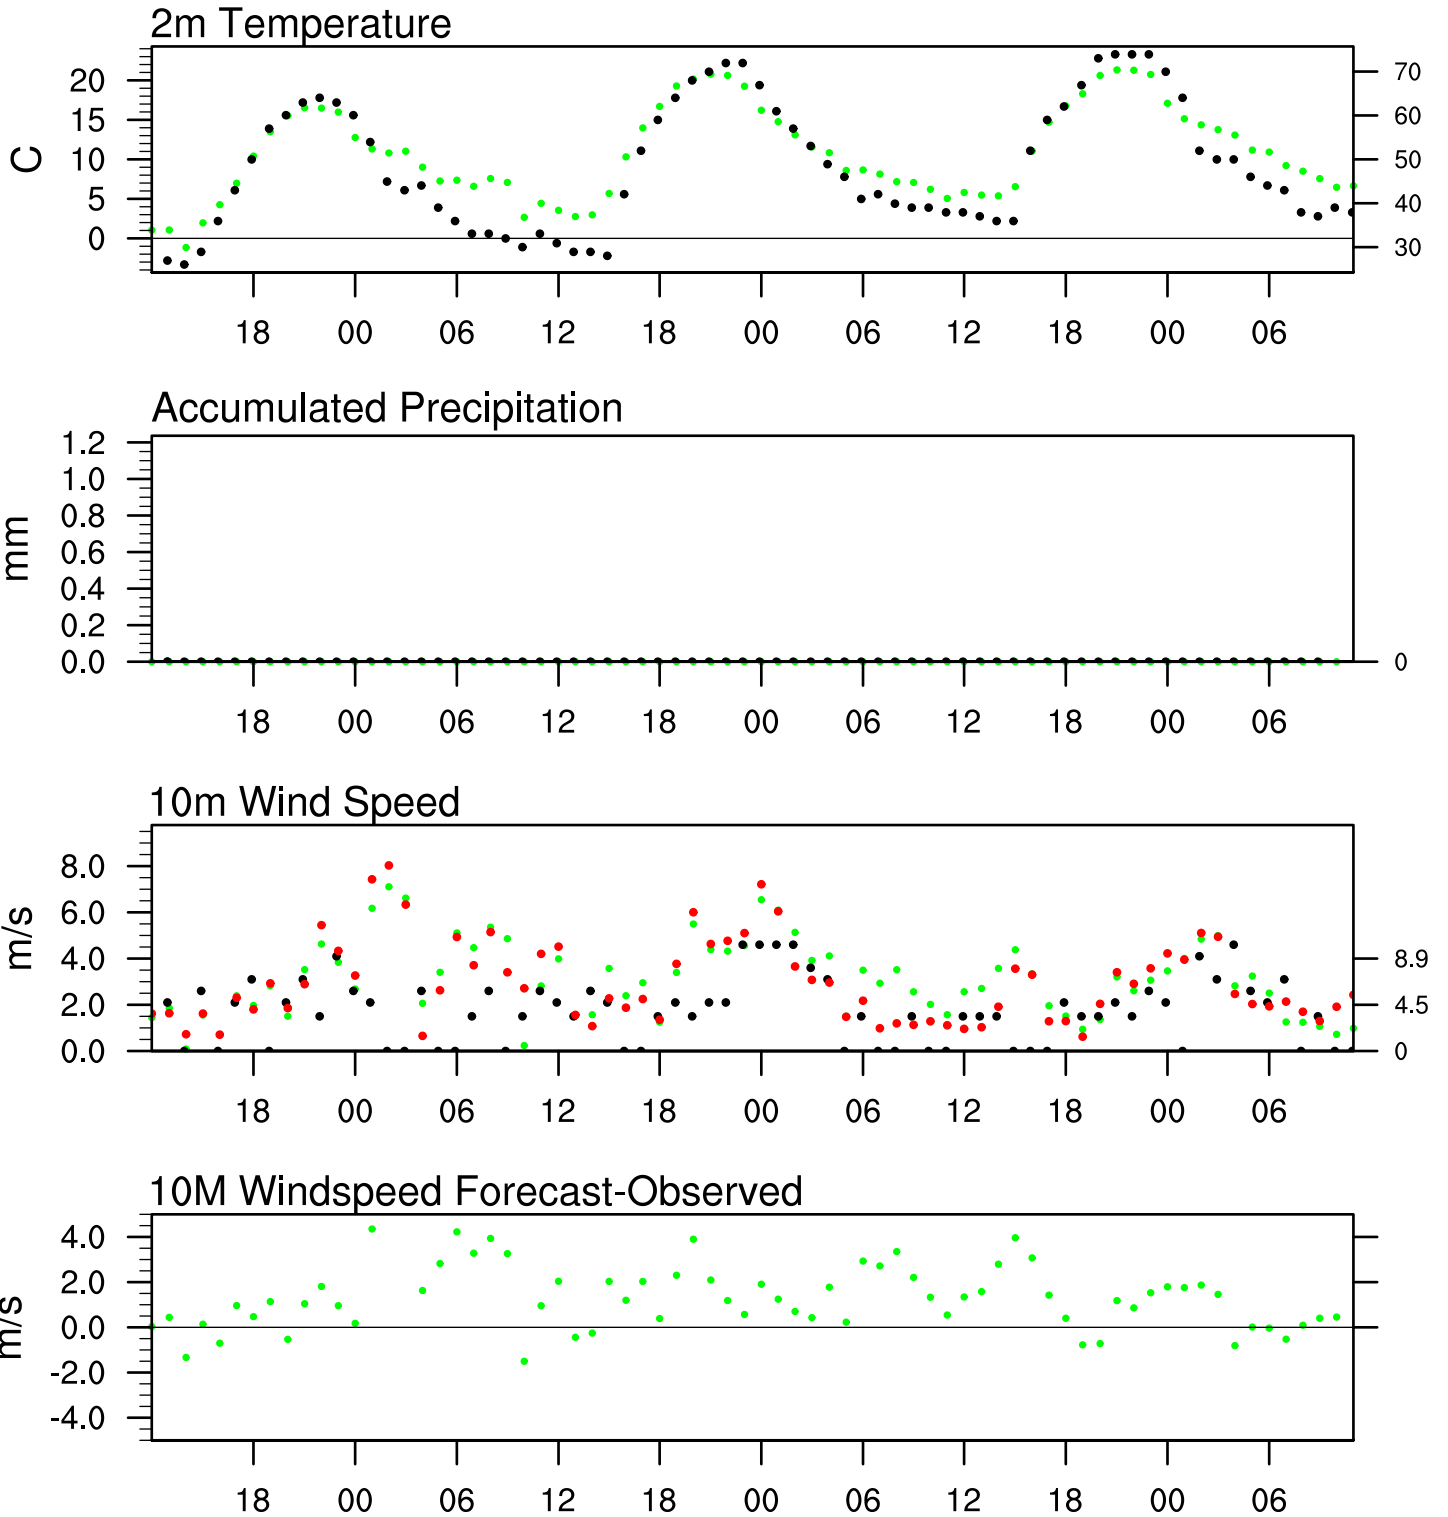 2m Temperature
20
15
10
5
0
C
70
60
50
40
30
18 00 06 12 18 00 06 12 18 00 06
Accumulated Precipitation
1.2
1.0
0.8
0.6
0.4
0.2
0.0
mm
0
18 00 06 12 18 00 06 12 18 00 06
10m Wind Speed
8.0
6.0
4.0
2.0
0.0
m/s
8.9
4.5
0
18 00 06 12 18 00 06 12 18 00 06
10M Windspeed Forecast-Observed
4.0
2.0
0.0
-2.0
-4.0
m/s
18 00 06 12 18 00 06 12 18 00 06